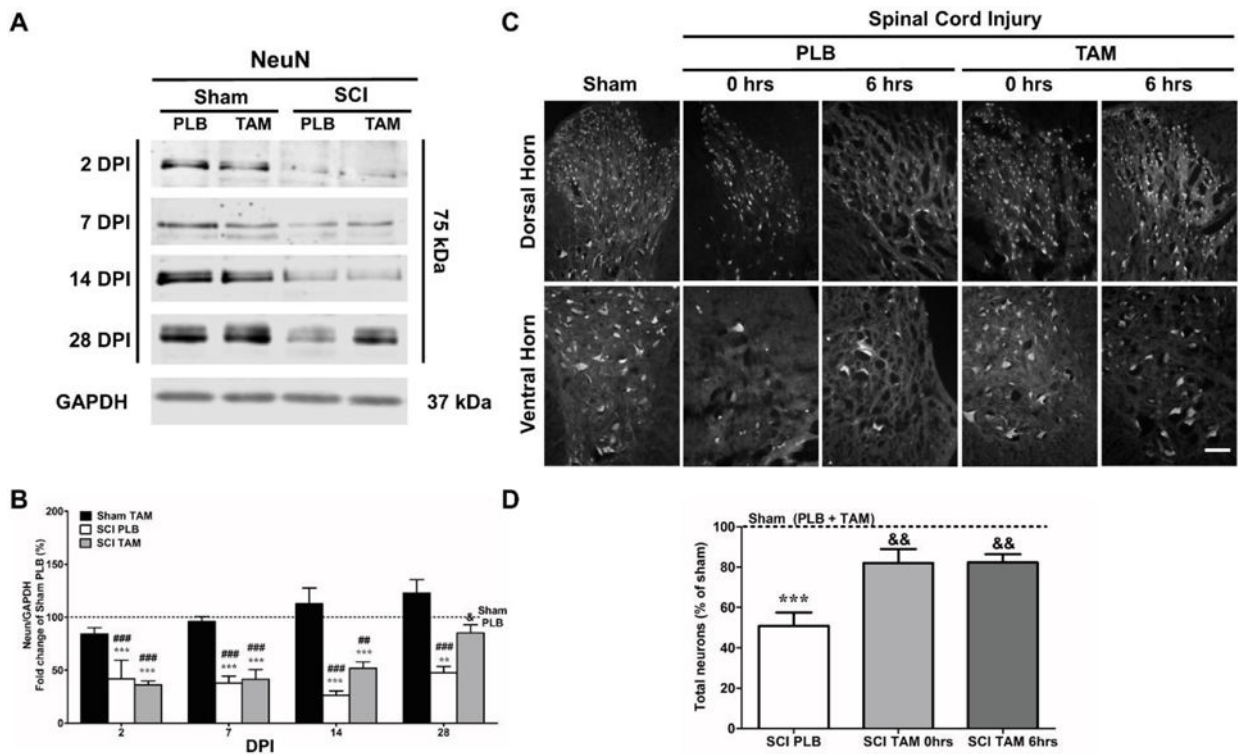 A
NeuN
Sham SCI
PLB TAM PLB TAM
2 DPI
7 DPI
14 DPI
28 DPI
75 kDa
GAPDH 37 kDa
C
Spinal Cord Injury
PLB TAM
Sham 0 hrs 6 hrs 0 hrs 6 hrs
Dorsal Horn
Ventral Horn
B
Neun/GAPDH
Fold change of Sham PLB (%)
200
150
100
50
0
Sham TAM
SCI PLB
SCI TAM
###
***
###
***
###
***
###
***
###
***
##
***
###
**
&
Sham
PLB
2 7 14 28
DPI
D
Total neurons (% of sham)
100
80
60
40
20
0
Sham (PLB + TAM)
***
&&
&&
SCI PLB SCI TAM 0hrs SCI TAM 6hrs